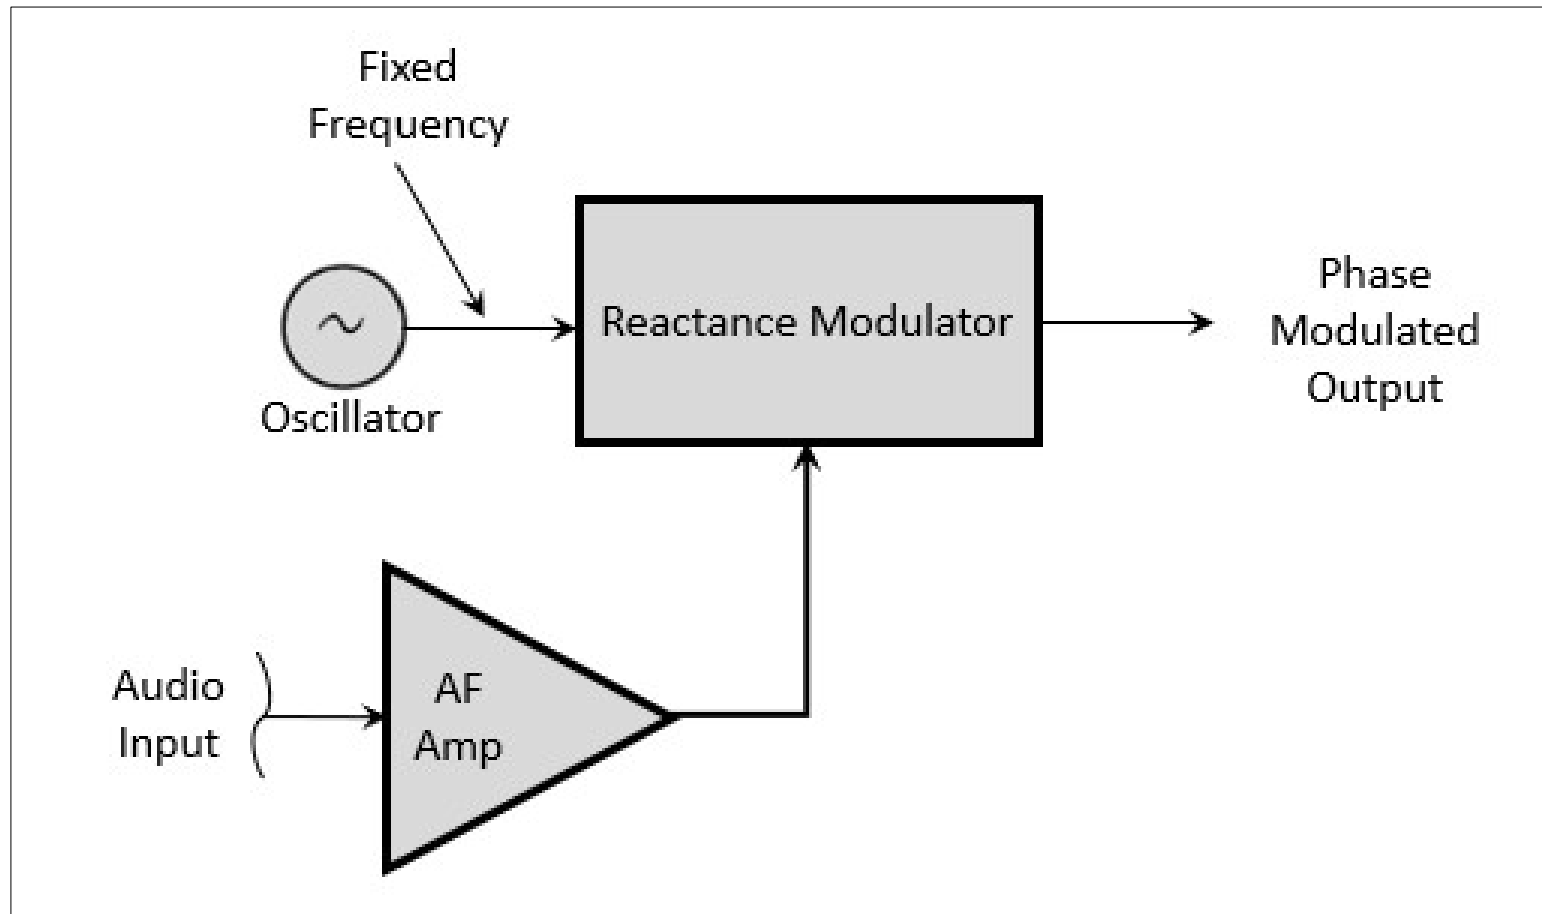 Fixed
Frequency
Reactance Modulator
Phase
Modulated
Output
Oscillator
Audio
Input
AF
Amp